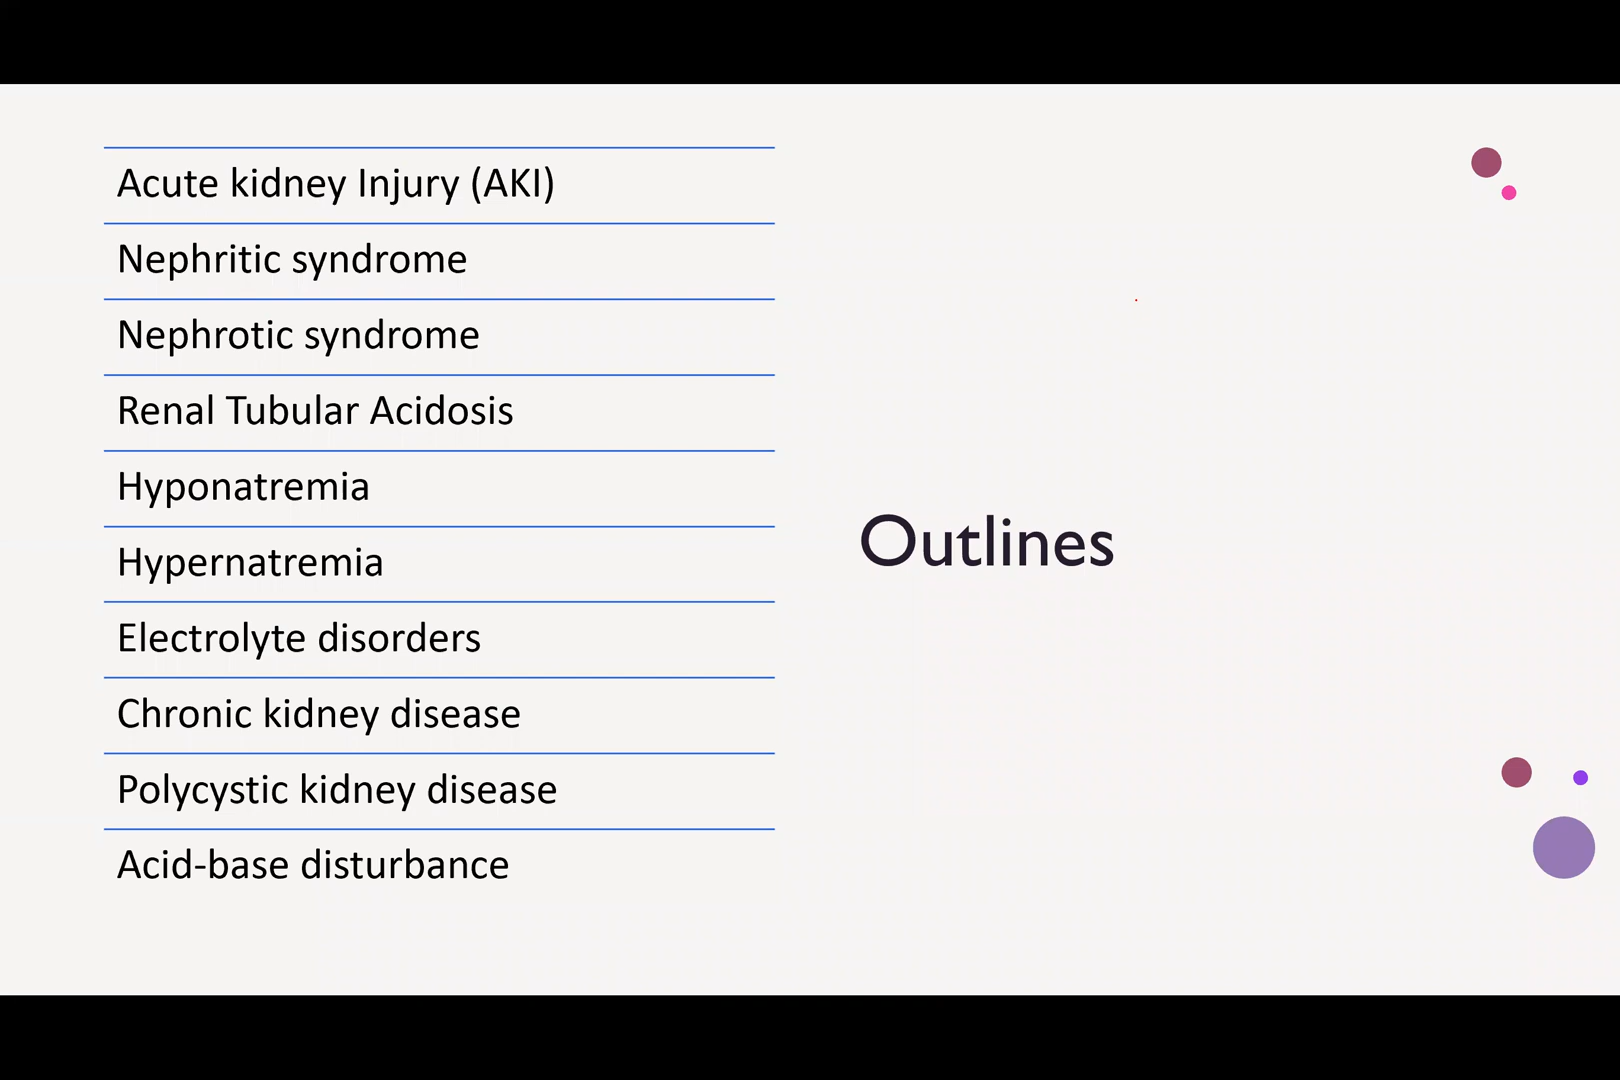 Acute kidney Injury (AKI)
Nephritic syndrome
Nephrotic syndrome
Renal Tubular Acidosis
Hyponatremia
Hypernatremia
Electrolyte disorders
Chronic kidney disease
Polycystic kidney disease
Acid-base disturbance
Outlines